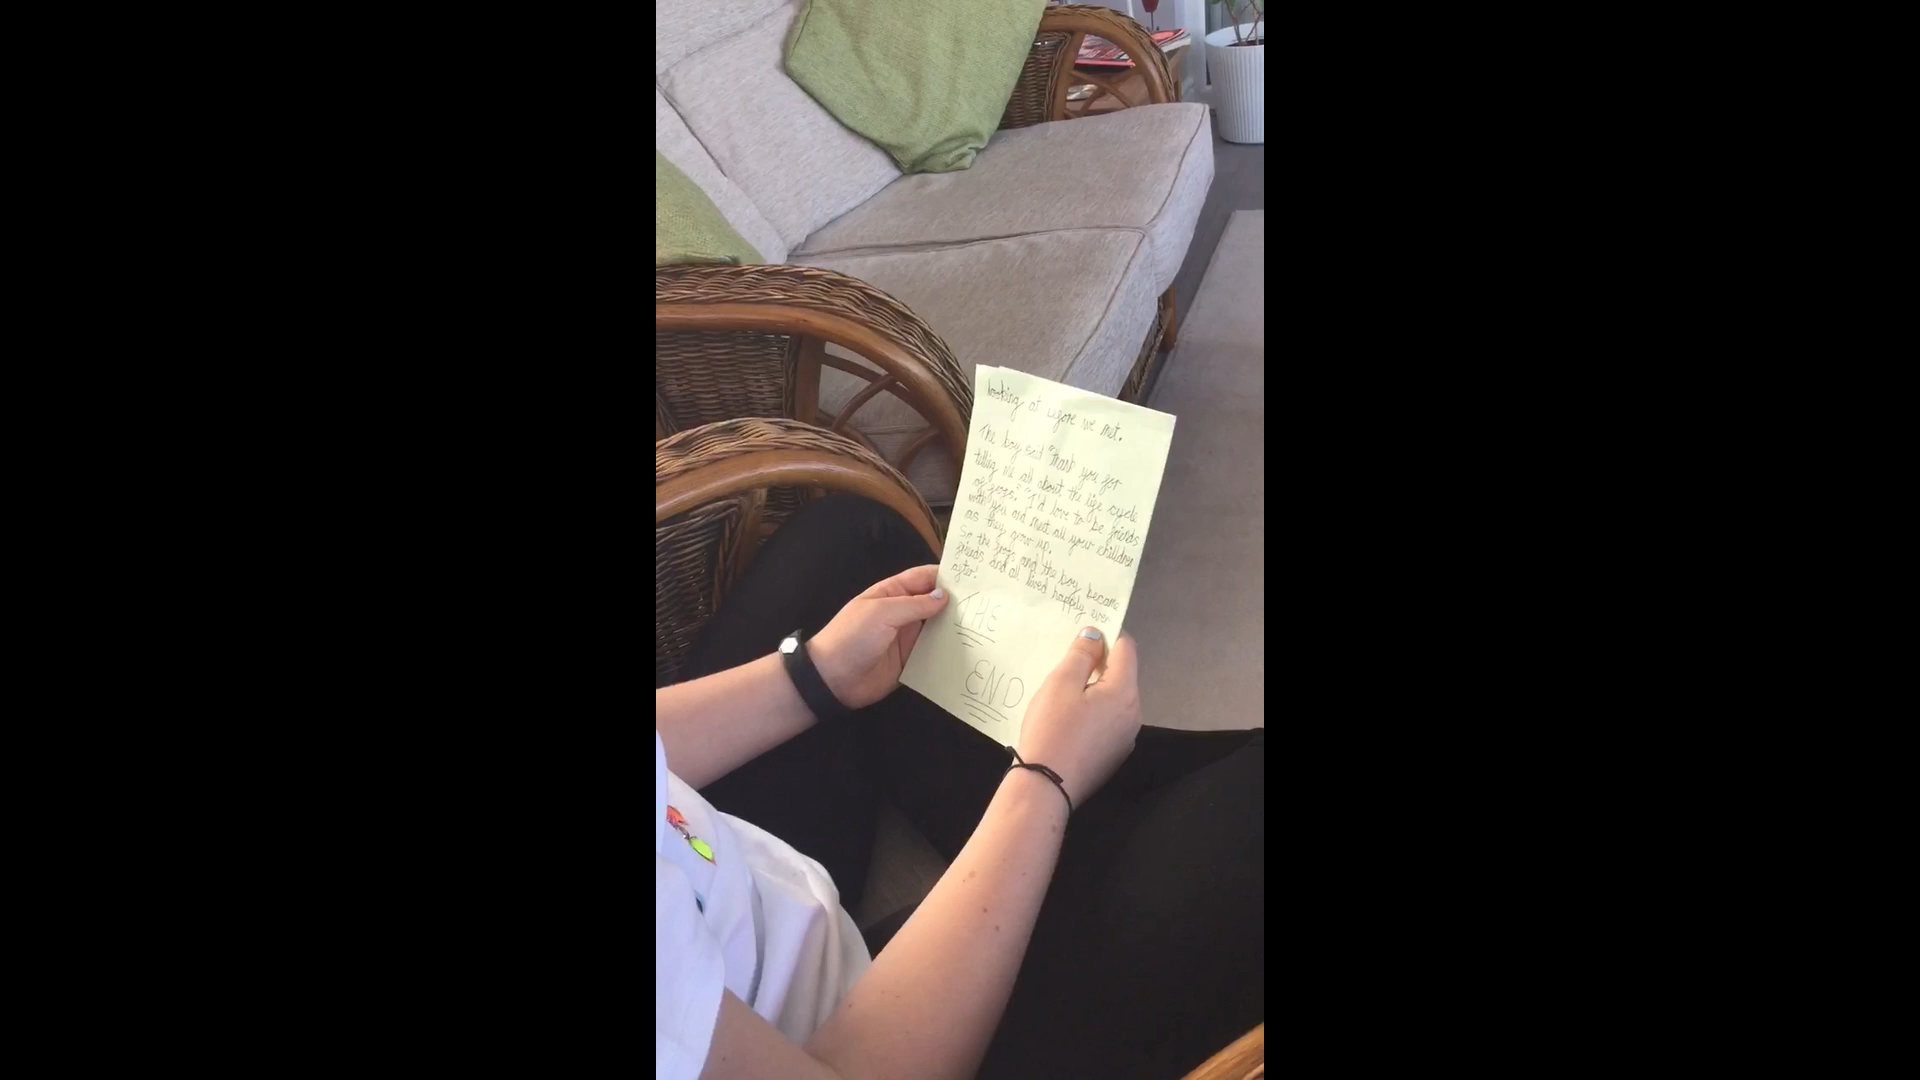 looking at before we met.
The boy said "Thank you for
telling me all about the life cycle
of frogs." "I'd love to be friends
with you and meet all your children
as they grow up.
So the frogs and the boy became
friends and all lived happily ever
after!
THE
END